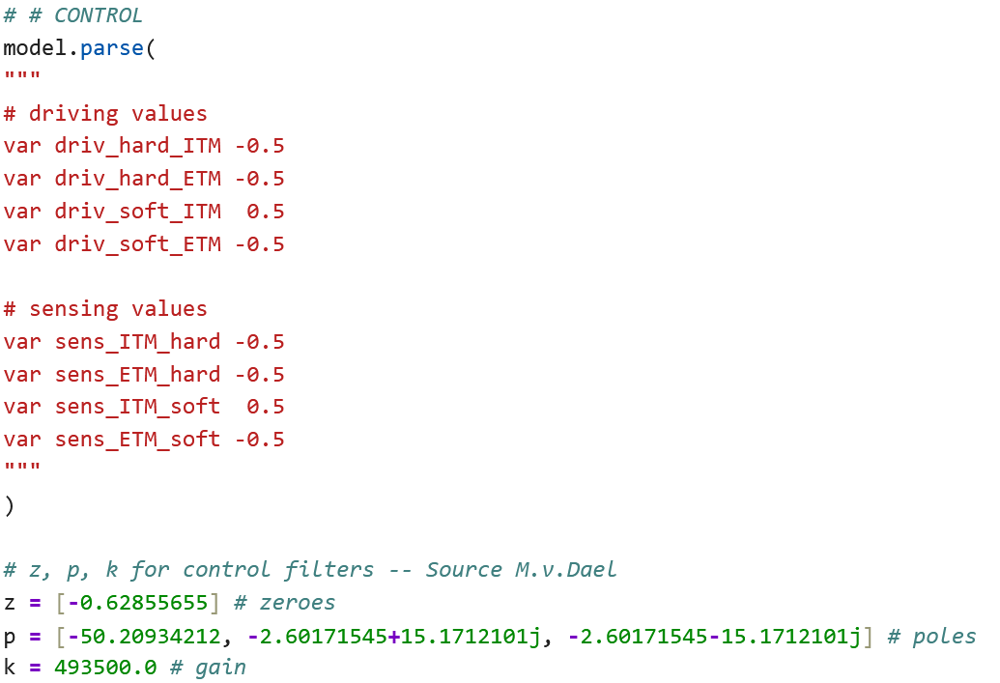 # # CONTROL
model.parse(
"""
# driving values
var driv_hard_ITM -0.5
var driv_hard_ETM -0.5
var driv_soft_ITM  0.5
var driv_soft_ETM -0.5

# sensing values
var sens_ITM_hard -0.5
var sens_ETM_hard -0.5
var sens_ITM_soft  0.5
var sens_ETM_soft -0.5
"""
)

# z, p, k for control filters -- Source M.v.Dael
z = [-0.62855655] # zeroes
p = [-50.20934212, -2.60171545+15.1712101j, -2.60171545-15.1712101j] # poles
k = 493500.0 # gain